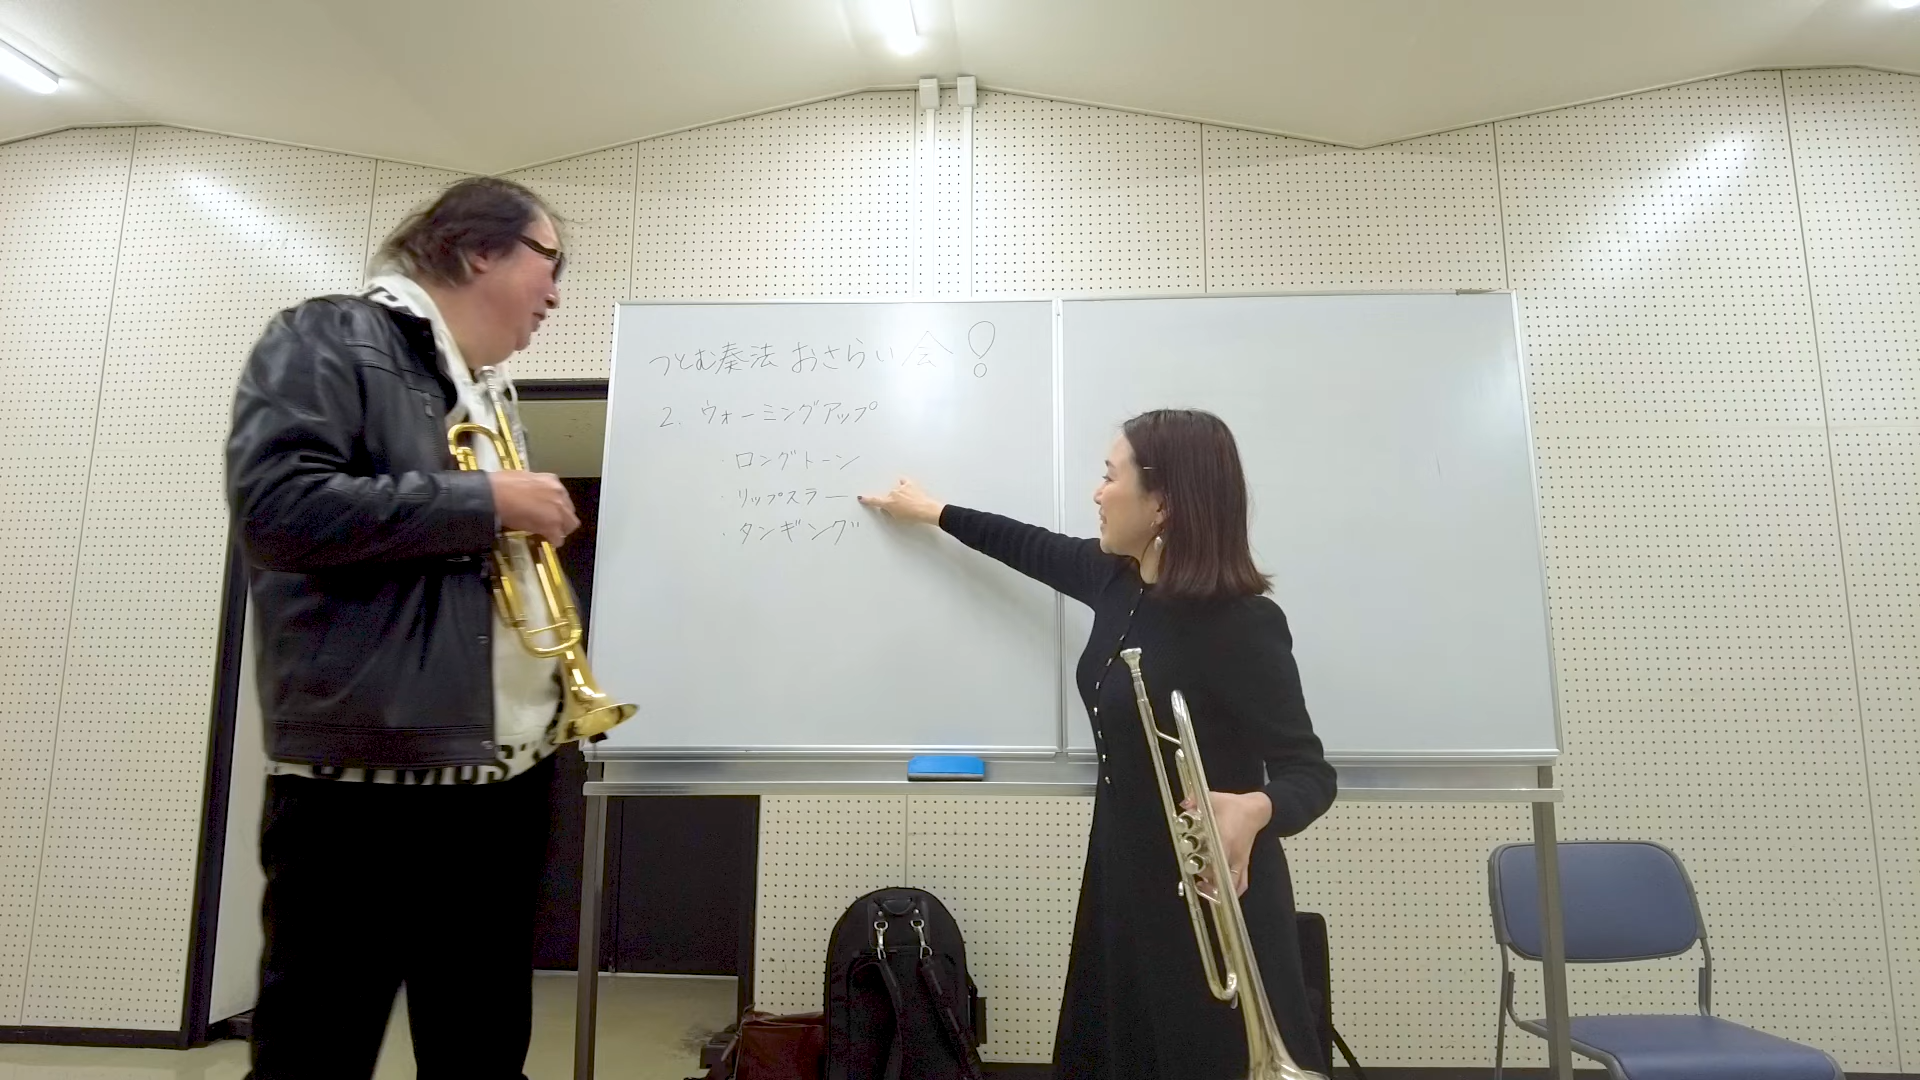 つとむ奏法 おさらい会!
2. ウォーミングアップ
・ロングトーン
・リップスラー
・タンギング